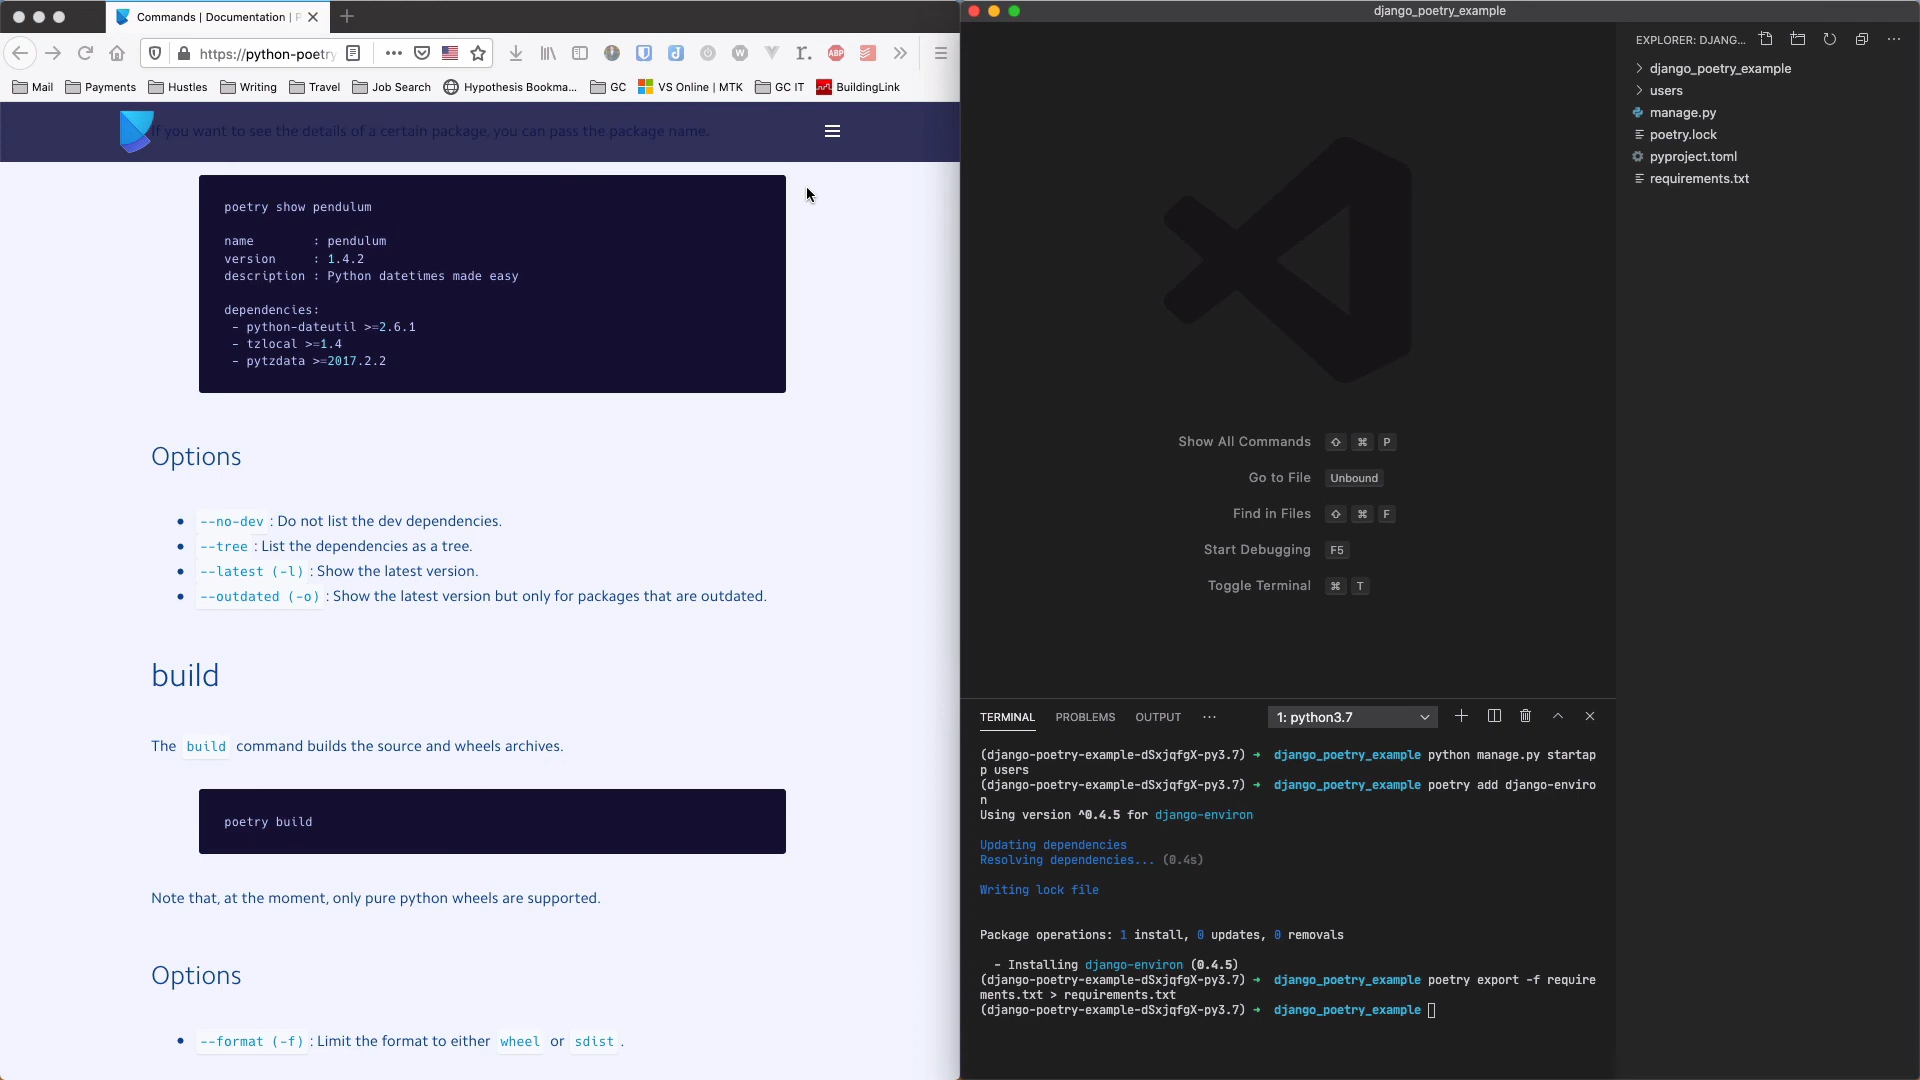 Commands | Documentation | P
https://python-poetry
Mail
Payments
Hustles
Writing
Travel
Job Search
Hypothesis Bookma...
GC
VS Online | MTK
GC IT
BuildingLink
If you want to see the details of a certain package, you can pass the package name.
poetry show pendulum
name : pendulum
version : 1.4.2
description : Python datetimes made easy
dependencies:
- python-dateutil >=2.6.1
- tzlocal >=1.4
- pytzdata >=2017.2.2
Options
--no-dev : Do not list the dev dependencies.
--tree : List the dependencies as a tree.
--latest (-l) : Show the latest version.
--outdated (-o) : Show the latest version but only for packages that are outdated.
build
The build command builds the source and wheels archives.
poetry build
Note that, at the moment, only pure python wheels are supported.
Options
--format (-f) : Limit the format to either wheel or sdist .
django_poetry_example
Show All Commands ⇧ ⌘ P
Go to File Unbound
Find in Files ⇧ ⌘ F
Start Debugging F5
Toggle Terminal ⌘ T
TERMINAL PROBLEMS OUTPUT ··· 1: python3.7
(django-poetry-example-dSxjqfgX-py3.7) → django_poetry_example python manage.py startap
p users
(django-poetry-example-dSxjqfgX-py3.7) → django_poetry_example poetry add django-enviro
n
Using version ^0.4.5 for django-environ
Updating dependencies
Resolving dependencies... (0.4s)
Writing lock file
Package operations: 1 install, 0 updates, 0 removals
- Installing django-environ (0.4.5)
(django-poetry-example-dSxjqfgX-py3.7) → django_poetry_example poetry export -f require
ments.txt > requirements.txt
(django-poetry-example-dSxjqfgX-py3.7) → django_poetry_example
EXPLORER: DJANG...
django_poetry_example
users
manage.py
poetry.lock
pyproject.toml
requirements.txt